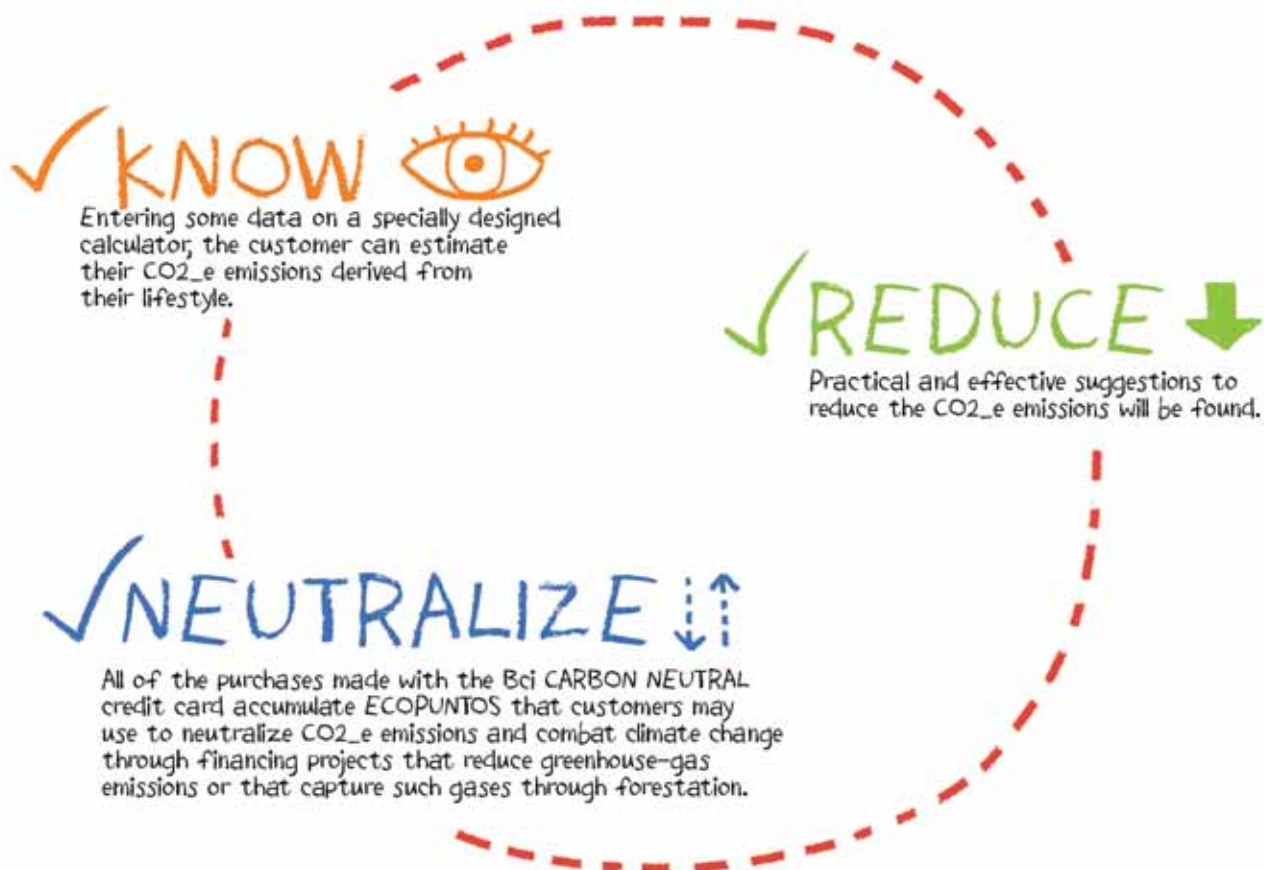 KNOW
Entering some data on a specially designed
calculator, the customer can estimate
their CO2_e emissions derived from
their lifestyle.
REDUCE
Practical and effective suggestions to
reduce the CO2_e emissions will be found.
NEUTRALIZE
All of the purchases made with the Bci CARBON NEUTRAL
credit card accumulate ECOPUNTOS that customers may
use to neutralize CO2_e emissions and combat climate change
through financing projects that reduce greenhouse-gas
emissions or that capture such gases through forestation.